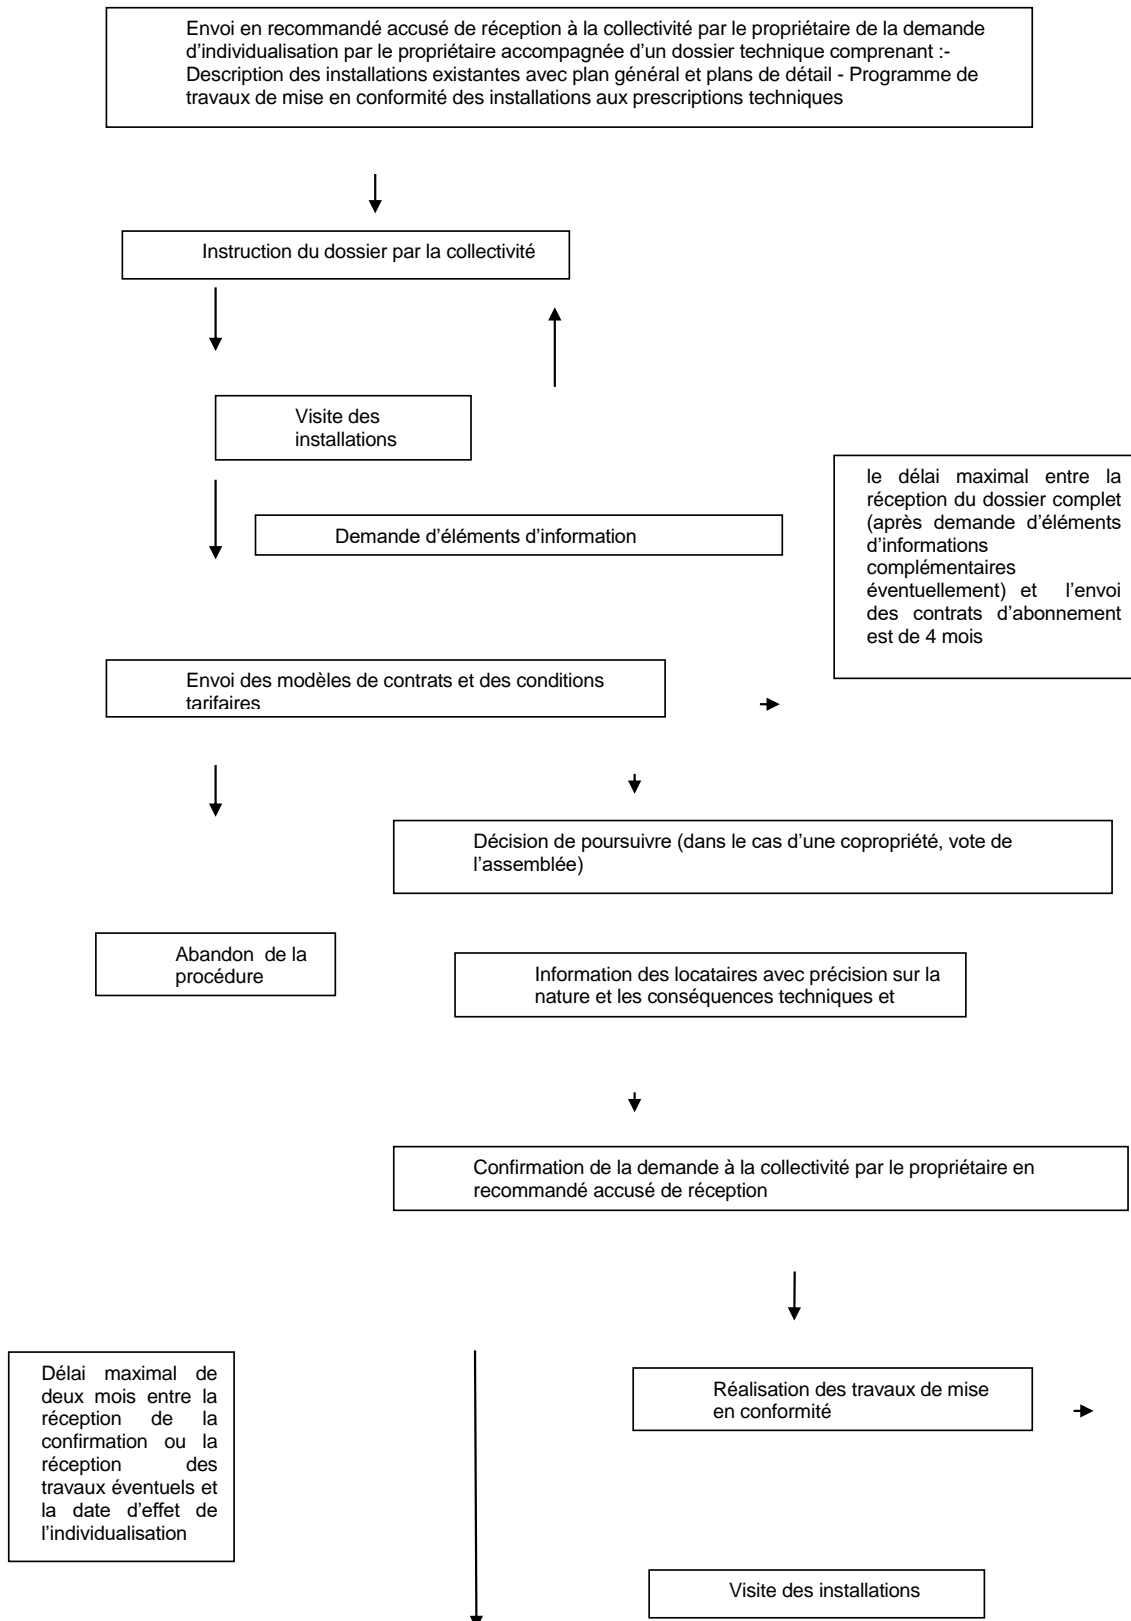 Envoi en recommandé accusé de réception à la collectivité par le propriétaire de la demande
d'individualisation par le propriétaire accompagnée d'un dossier technique comprenant :-
Description des installations existantes avec plan général et plans de détail - Programme de
travaux de mise en conformité des installations aux prescriptions techniques
Instruction du dossier par la collectivité
Visite des
installations
le délai maximal entre la
réception du dossier complet
(après demande d'éléments
d'informations
complémentaires
éventuellement) et l'envoi
des contrats d'abonnement
est de 4 mois
Demande d'éléments d'information
Envoi des modèles de contrats et des conditions
tarifaires
Décision de poursuivre (dans le cas d'une copropriété, vote de
l'assemblée)
Abandon de la
procédure
Information des locataires avec précision sur la
nature et les conséquences techniques et
Confirmation de la demande à la collectivité par le propriétaire en
recommandé accusé de réception
Délai maximal de
deux mois entre la
réception de la
confirmation ou la
réception des
travaux éventuels et
la date d'effet de
l'individualisation
Réalisation des travaux de mise
en conformité
Visite des installations